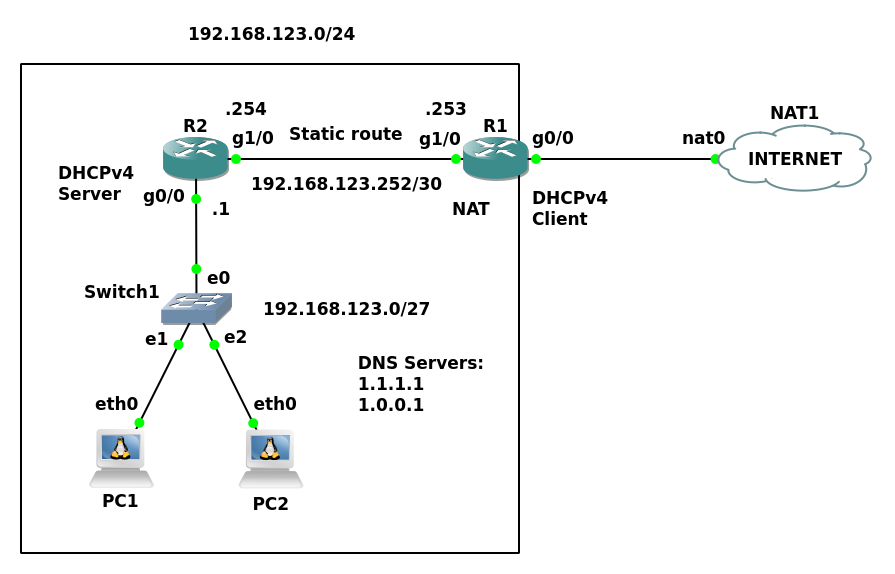 192.168.123.0/24
.254
.253
R2
R1
g1/0
Static route
g1/0
g0/0
nat0
NAT1
INTERNET
DHCPv4
Server
g0/0
.1
192.168.123.252/30
NAT
DHCPv4
Client
e0
Switch1
192.168.123.0/27
e1
e2
DNS Servers:
1.1.1.1
1.0.0.1
eth0
eth0
PC1
PC2